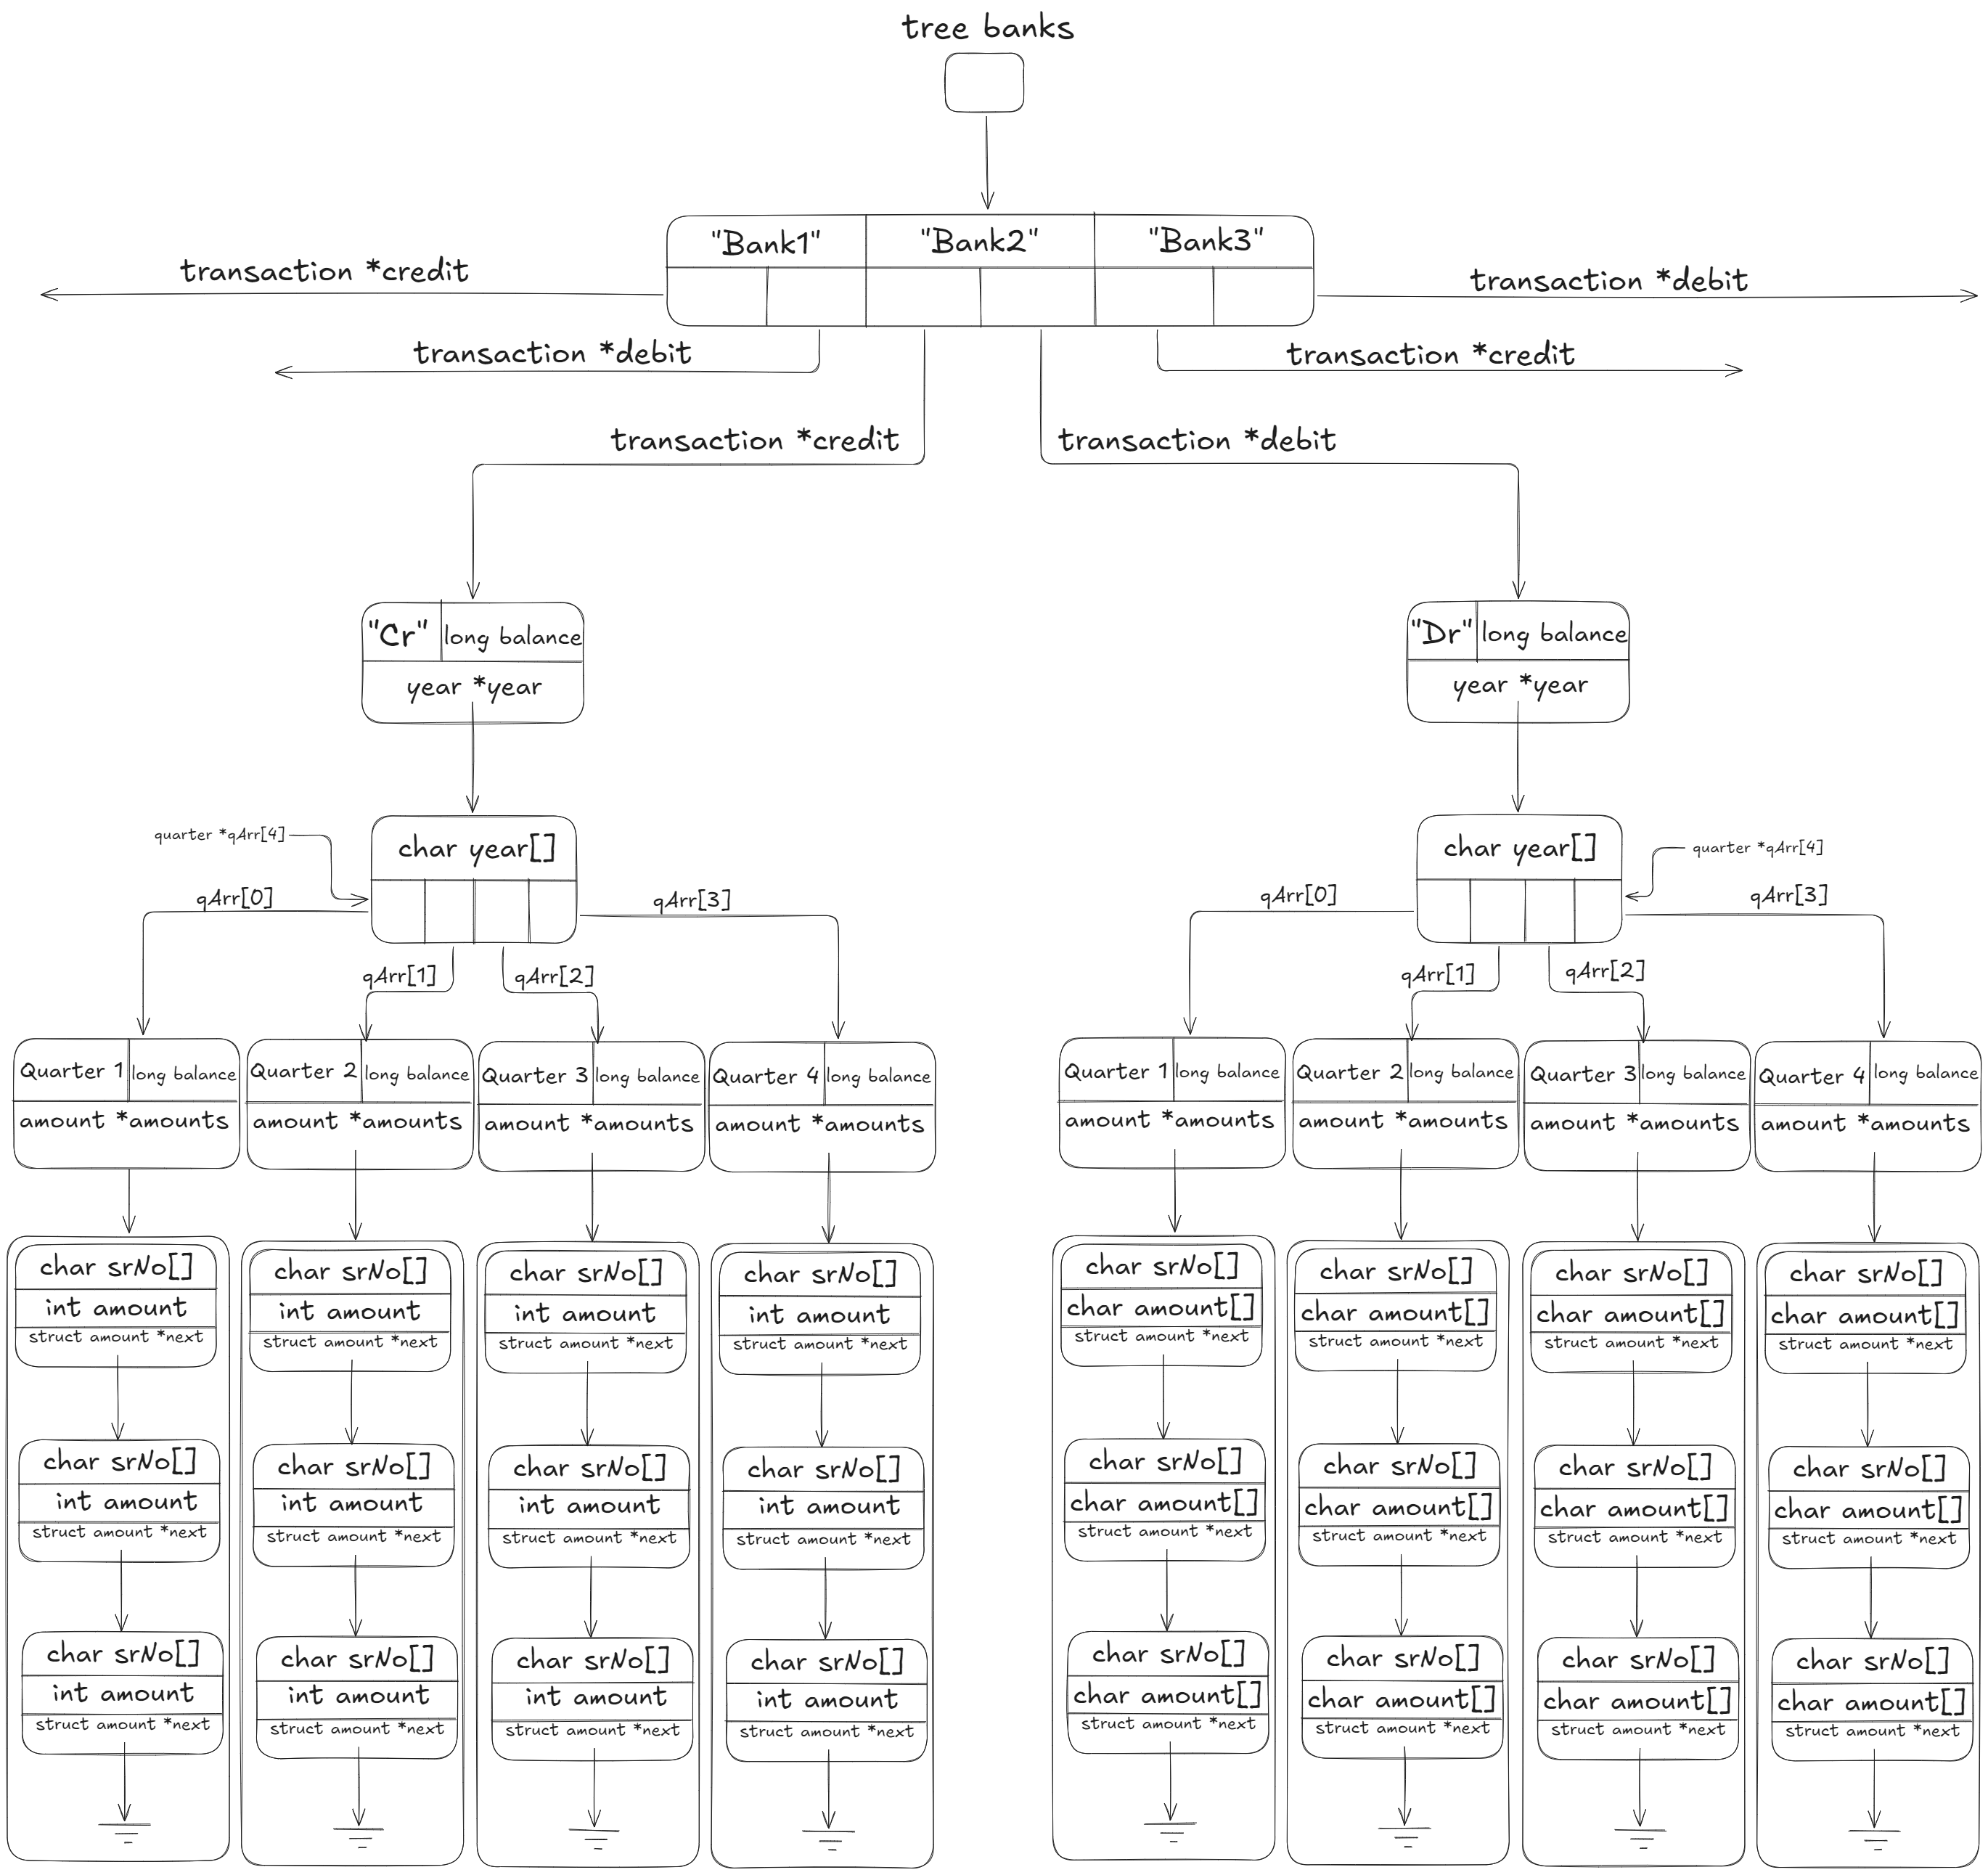 tree banks
"Bank1"
"Bank2"
"Bank3"
transaction *credit
transaction *debit
transaction *debit
transaction *credit
transaction *credit
transaction *debit
"Cr"
long balance
year *year
"Dr"
long balance
year *year
quarter *qArr[4]
char year[]
qArr[0]
qArr[3]
qArr[1]
qArr[2]
char year[]
quarter *qArr[4]
qArr[0]
qArr[3]
qArr[1]
qArr[2]
Quarter 1
long balance
amount *amounts
Quarter 2
long balance
amount *amounts
Quarter 3
long balance
amount *amounts
Quarter 4
long balance
amount *amounts
Quarter 1
long balance
amount *amounts
Quarter 2
long balance
amount *amounts
Quarter 3
long balance
amount *amounts
Quarter 4
long balance
amount *amounts
char srNo[]
int amount
struct amount *next
char srNo[]
int amount
struct amount *next
char srNo[]
int amount
struct amount *next
char srNo[]
int amount
struct amount *next
char srNo[]
int amount
struct amount *next
char srNo[]
int amount
struct amount *next
char srNo[]
int amount
struct amount *next
char srNo[]
int amount
struct amount *next
char srNo[]
int amount
struct amount *next
char srNo[]
int amount
struct amount *next
char srNo[]
int amount
struct amount *next
char srNo[]
int amount
struct amount *next
char srNo[]
char amount[]
struct amount *next
char srNo[]
char amount[]
struct amount *next
char srNo[]
char amount[]
struct amount *next
char srNo[]
char amount[]
struct amount *next
char srNo[]
char amount[]
struct amount *next
char srNo[]
char amount[]
struct amount *next
char srNo[]
char amount[]
struct amount *next
char srNo[]
char amount[]
struct amount *next
char srNo[]
char amount[]
struct amount *next
char srNo[]
char amount[]
struct amount *next
char srNo[]
char amount[]
struct amount *next
char srNo[]
char amount[]
struct amount *next